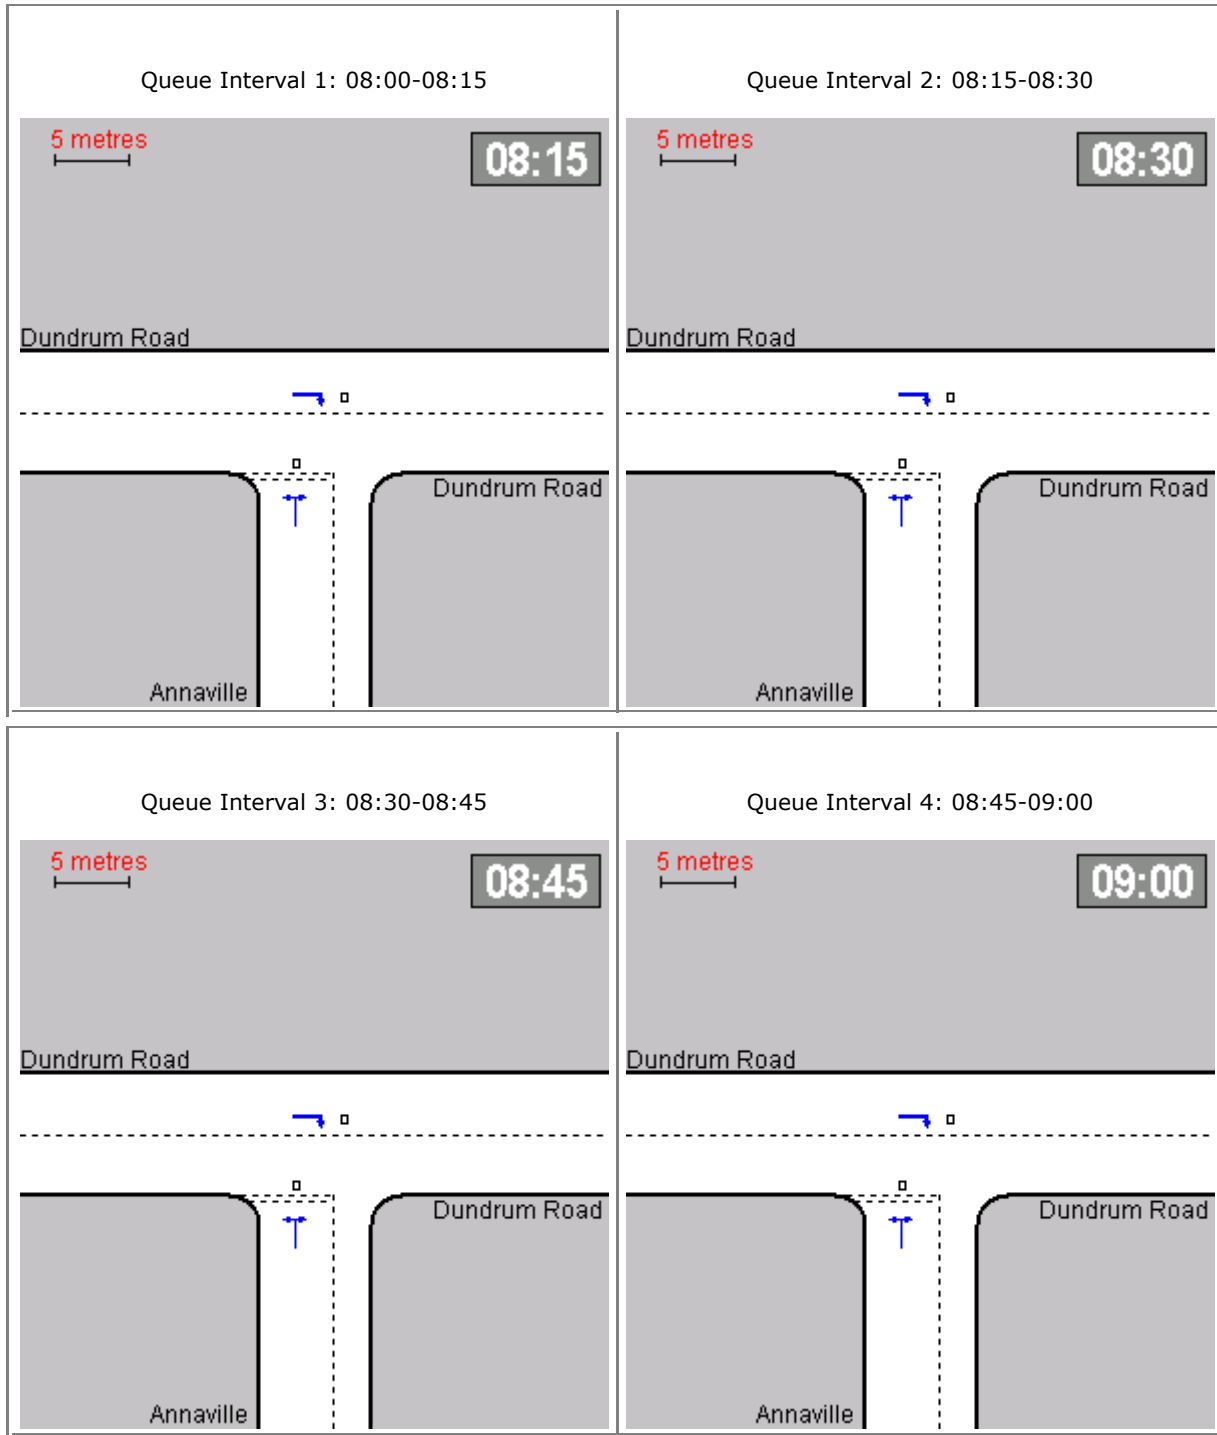 Queue Interval 1: 08:00-08:15
5 metres
08:15
Dundrum Road
Dundrum Road
Annaville
Queue Interval 2: 08:15-08:30
5 metres
08:30
Dundrum Road
Dundrum Road
Annaville
Queue Interval 3: 08:30-08:45
5 metres
08:45
Dundrum Road
Dundrum Road
Annaville
Queue Interval 4: 08:45-09:00
5 metres
09:00
Dundrum Road
Dundrum Road
Annaville